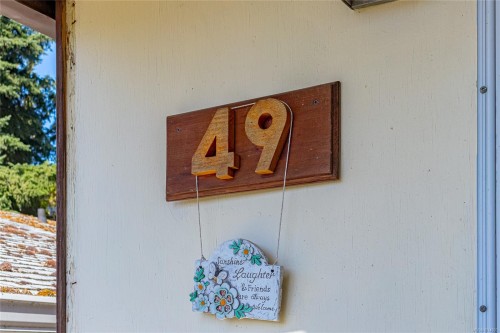 49
Sunshine
Laughter
& friends
are always
welcome